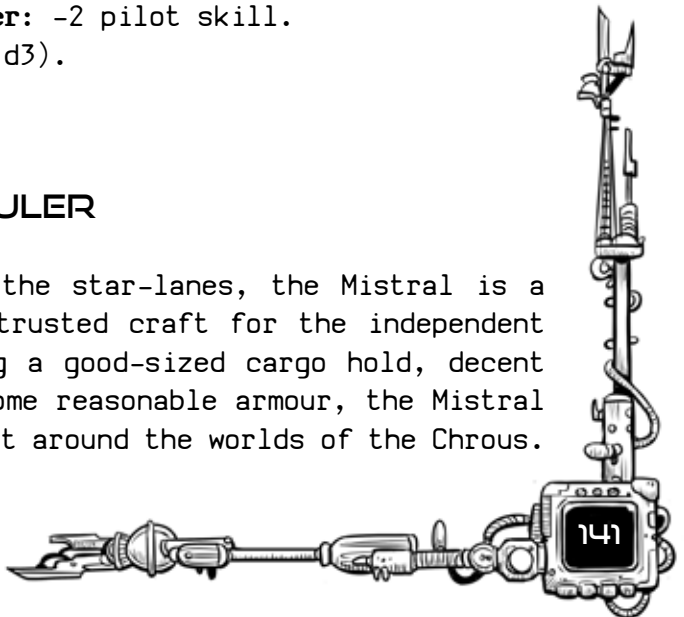 er: -2 pilot skill.
d3).
ULER
the star-lanes, the Mistral is a
trusted craft for the independent
g a good-sized cargo hold, decent
ome reasonable armour, the Mistral
t around the worlds of the Chrous.
141